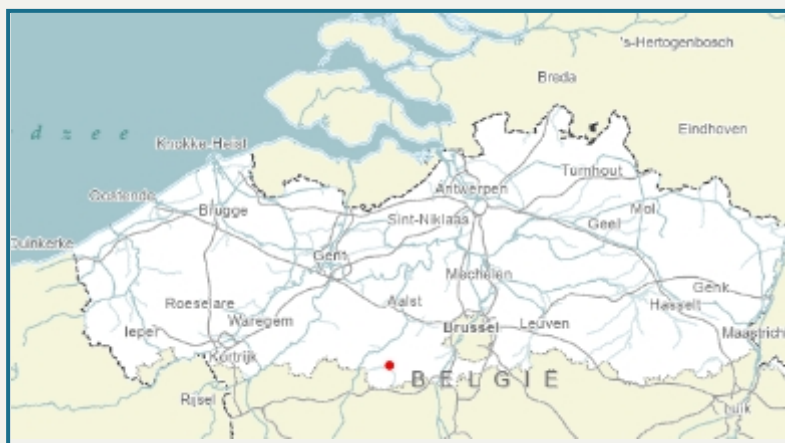 's-Hertogenbosch
Breda
Eindhoven
d z e e
Knokke-Heist
Turnhout
Antwerpen
Oostende
Brugge
Sint-Niklaas
Mol
Geel
Duinkerke
Gent
Mechelen
Genk
Roeselare
Aalst
Hasselt
Waregem
Brussel
Leuven
Ieper
Maastrich
Kortrijk
BELGIË
Rijsel
Luik